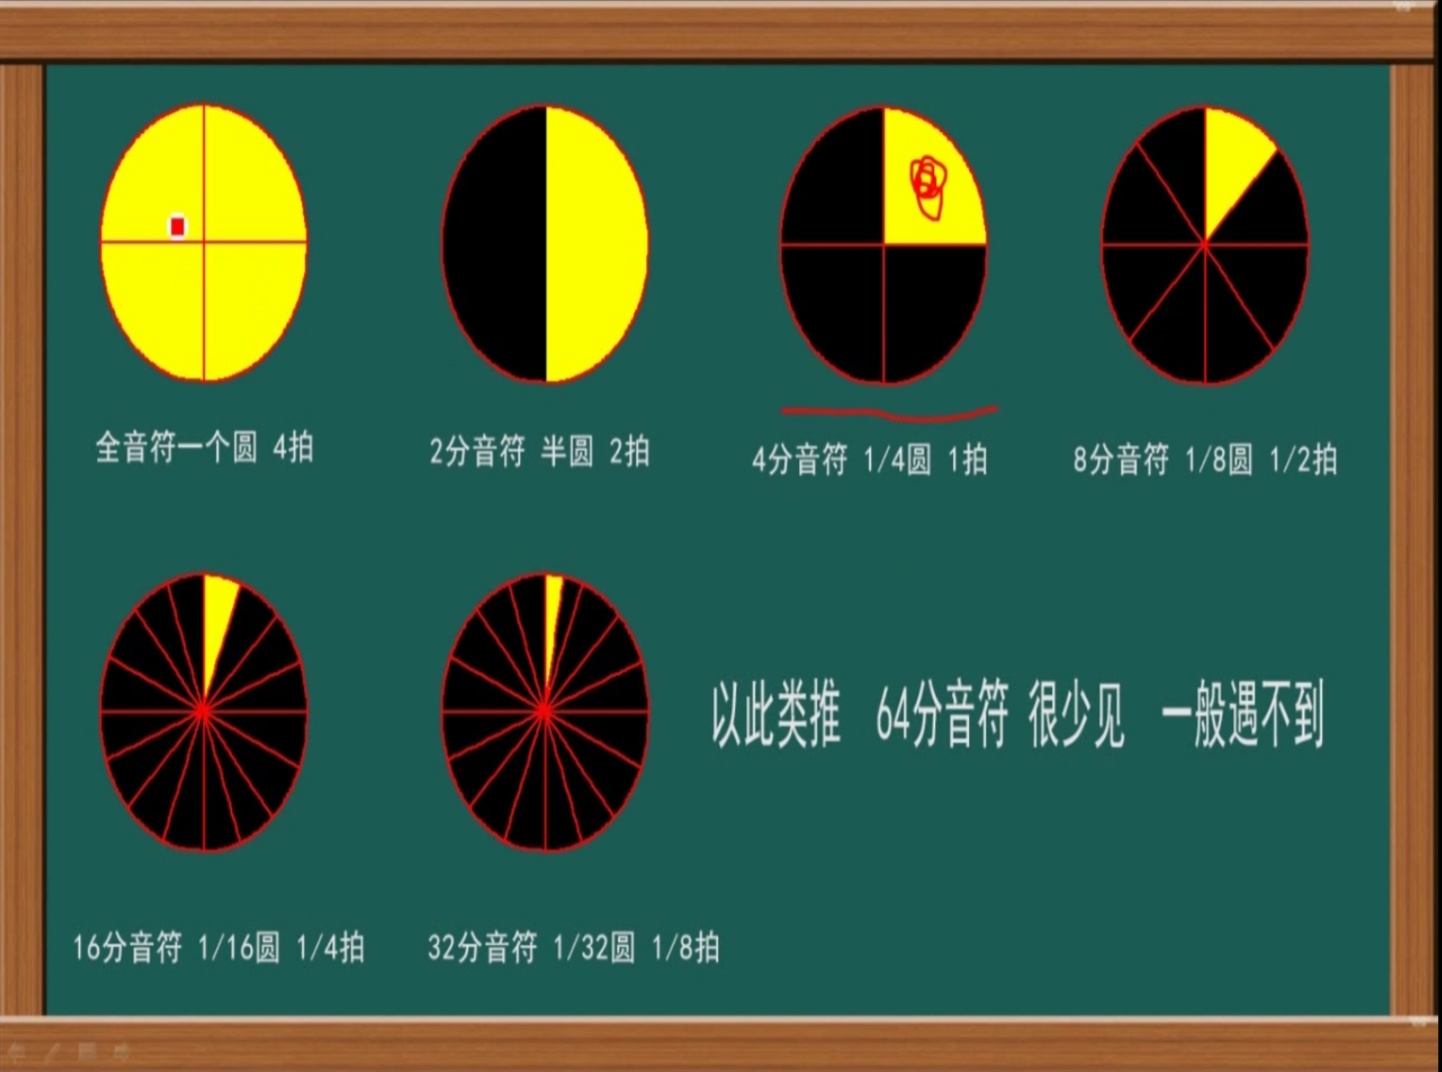 全音符一个圆 4拍
2分音符 半圆 2拍
4分音符 1/4圆 1拍
8分音符 1/8圆 1/2拍
以此类推 64分音符 很少见 一般遇不到
16分音符 1/16圆 1/4拍
32分音符 1/32圆 1/8拍